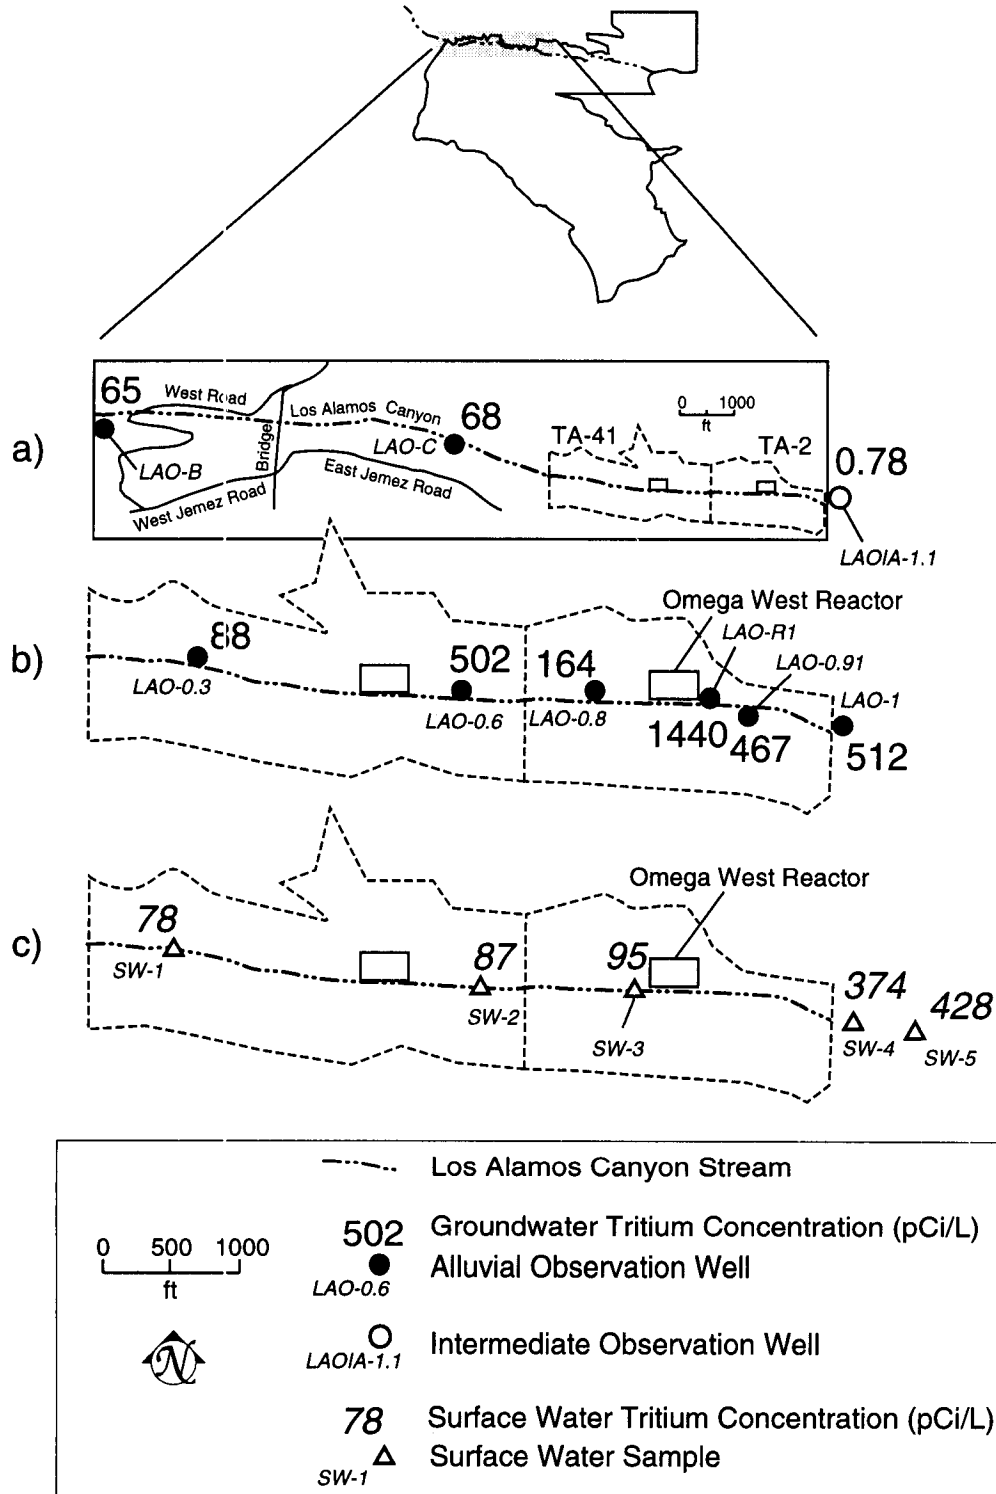 a)
65
West Road
Los Alamos Canyon
68
0 1000
ft
TA-41
TA-2
0.78
LAO-B
Bridge
LAO-C
East Jemez Road
West Jemez Road
LAOIA-1.1
Omega West Reactor
b)
88
LAO-R1
502
164
LAO-0.91
LAO-0.3
LAO-0.6
LAO-0.8
LAO-1
1440
467
512
Omega West Reactor
c)
78
87
95
374
428
SW-1
SW-2
SW-3
SW-4
SW-5
Los Alamos Canyon Stream
0 500 1000
ft
N
502
Groundwater Tritium Concentration (pCi/L)
Alluvial Observation Well
LAO-0.6
Intermediate Observation Well
LAOIA-1.1
78
Surface Water Tritium Concentration (pCi/L)
Surface Water Sample
SW-1